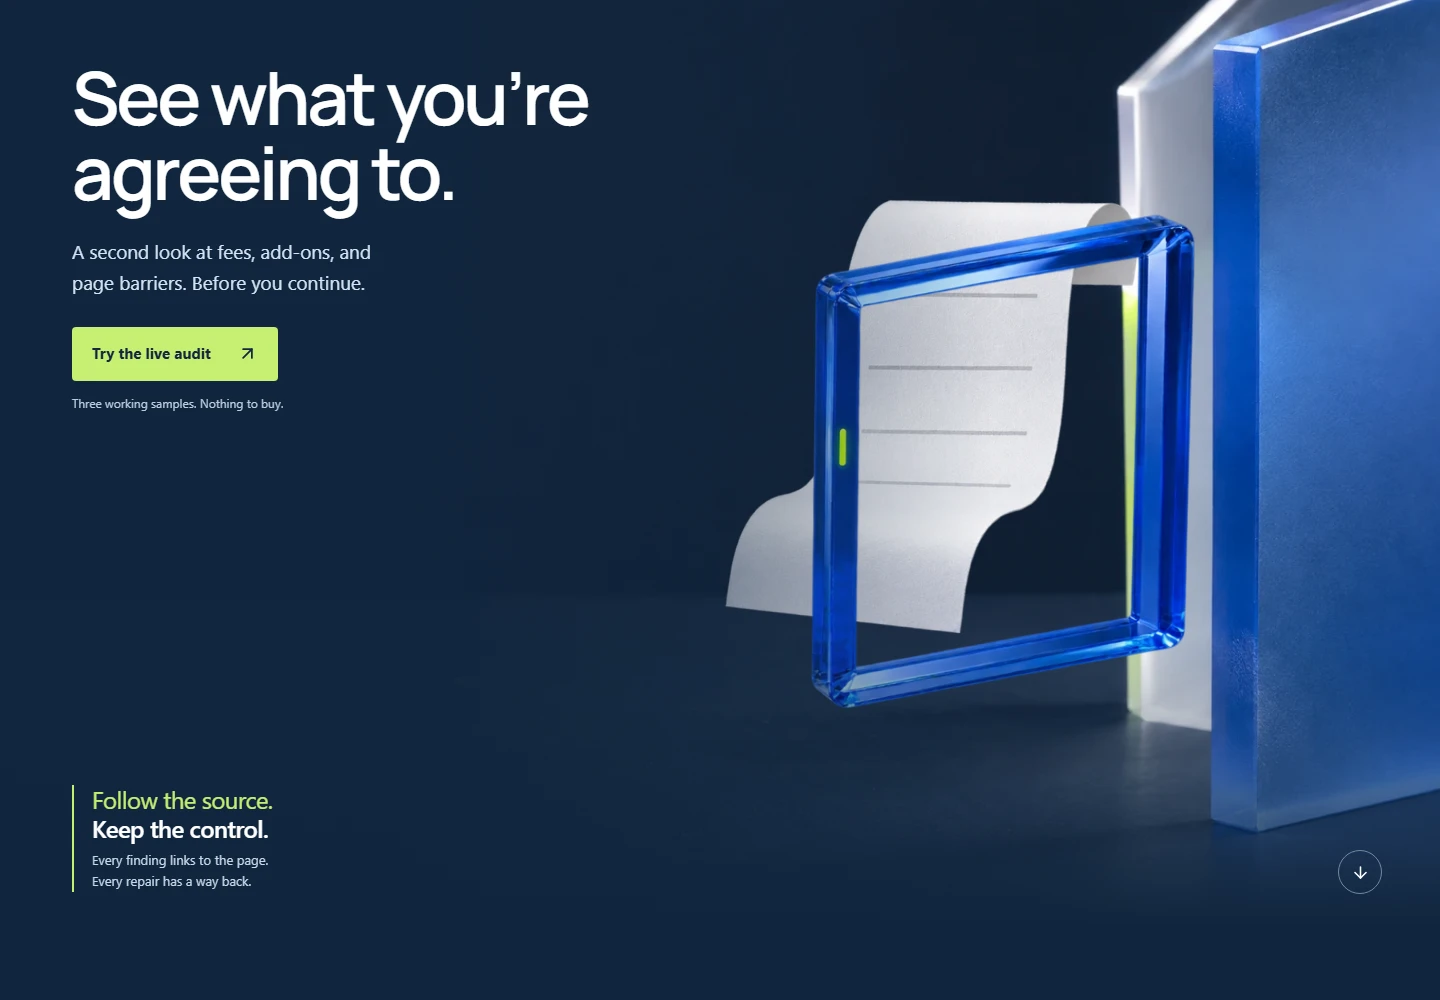 See what you’re
agreeing to.
A second look at fees, add-ons, and
page barriers. Before you continue.
Try the live audit
Three working samples. Nothing to buy.
Follow the source.
Keep the control.
Every finding links to the page.
Every repair has a way back.